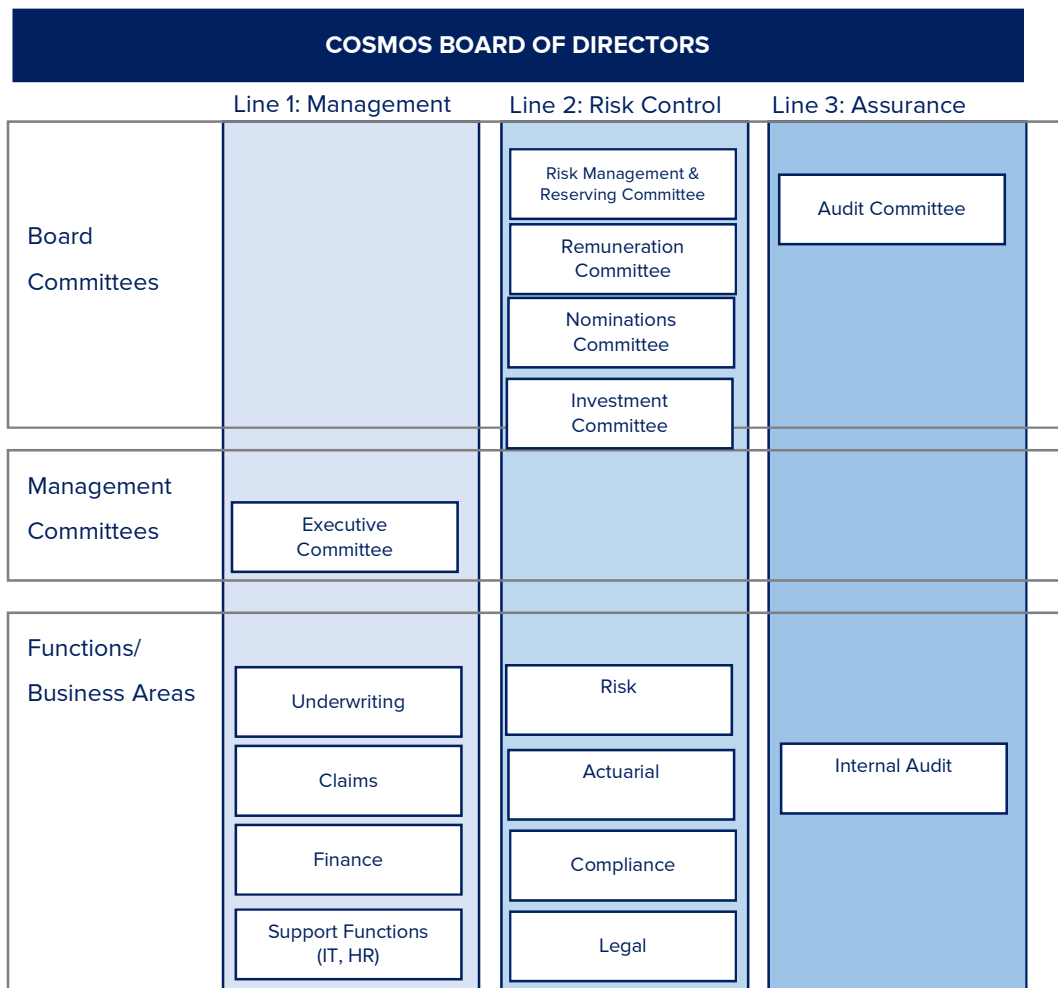 COSMOS BOARD OF DIRECTORS
Line 1: Management
Line 2: Risk Control
Line 3: Assurance
Board
Committees
Risk Management &
Reserving Committee
Remuneration
Committee
Nominations
Committee
Investment
Committee
Audit Committee
Management
Committees
Executive
Committee
Functions/
Business Areas
Underwriting
Claims
Finance
Support Functions
(IT, HR)
Risk
Actuarial
Compliance
Legal
Internal Audit